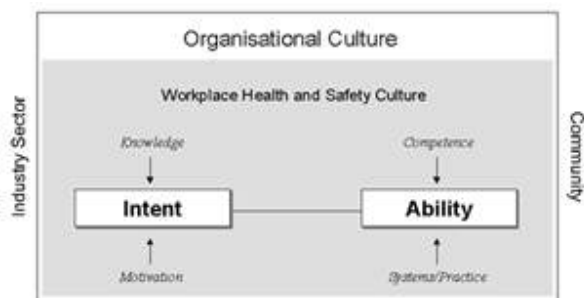 Organisational Culture
Workplace Health and Safety Culture
Industry Sector
Community
Knowledge
Competence
Intent
Ability
Motivation
Systems/Practice